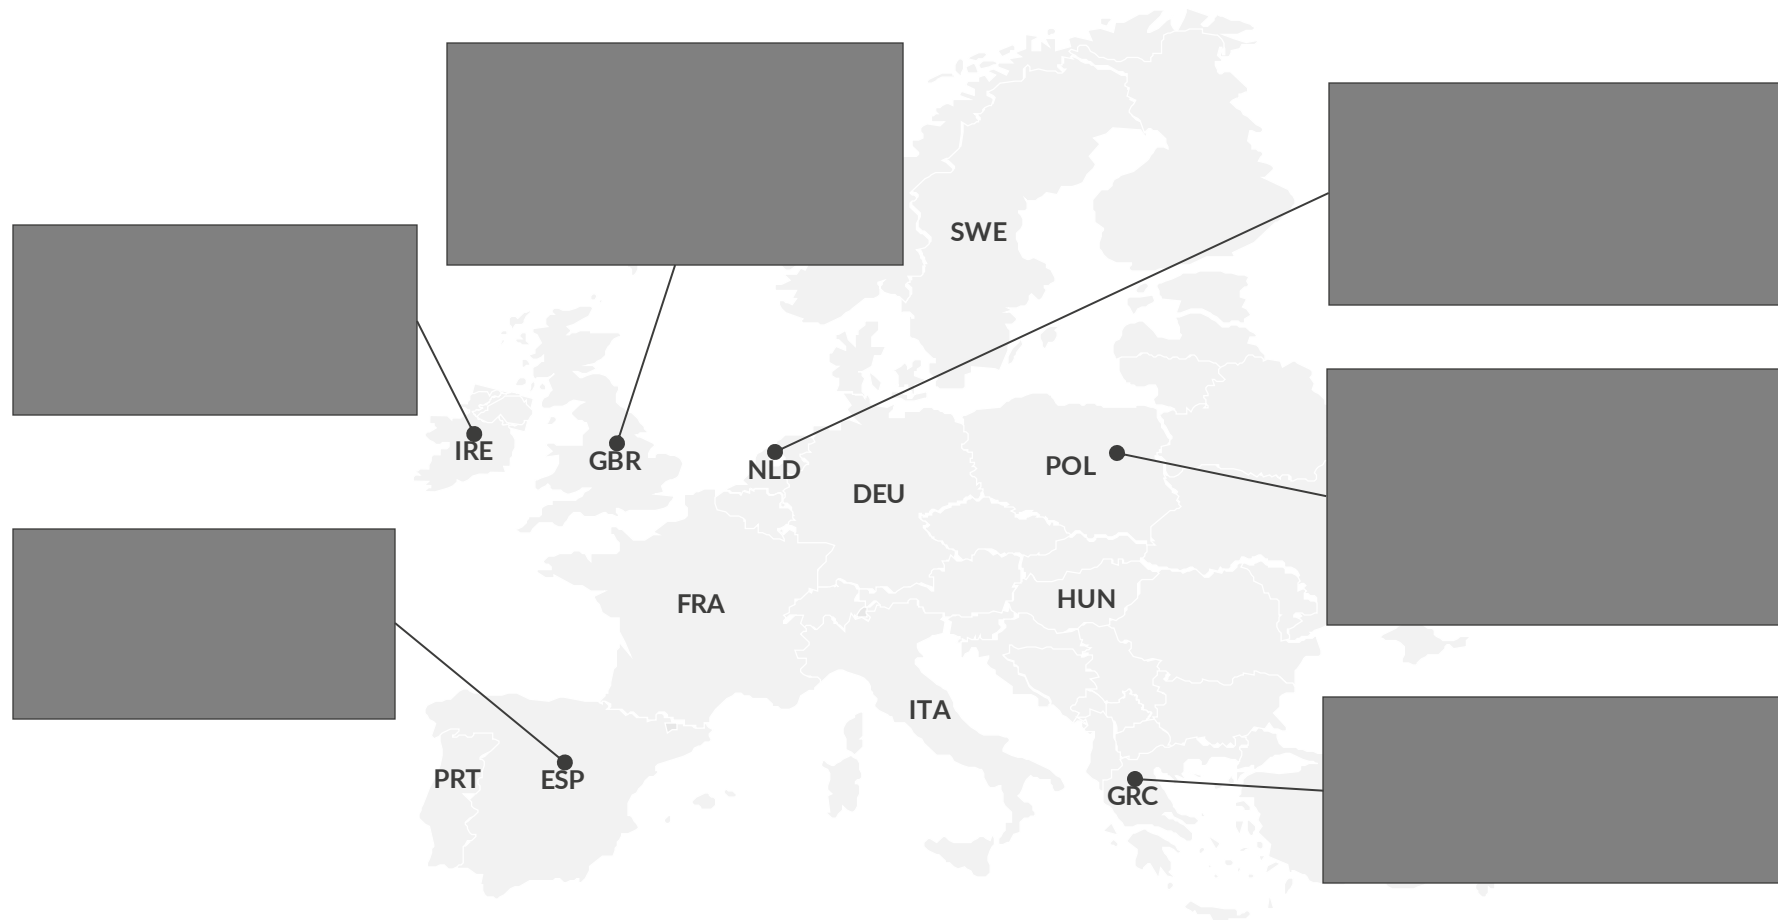 SWE
IRE
GBR
NLD
POL
DEU
FRA
HUN
ITA
PRT
ESP
GRC